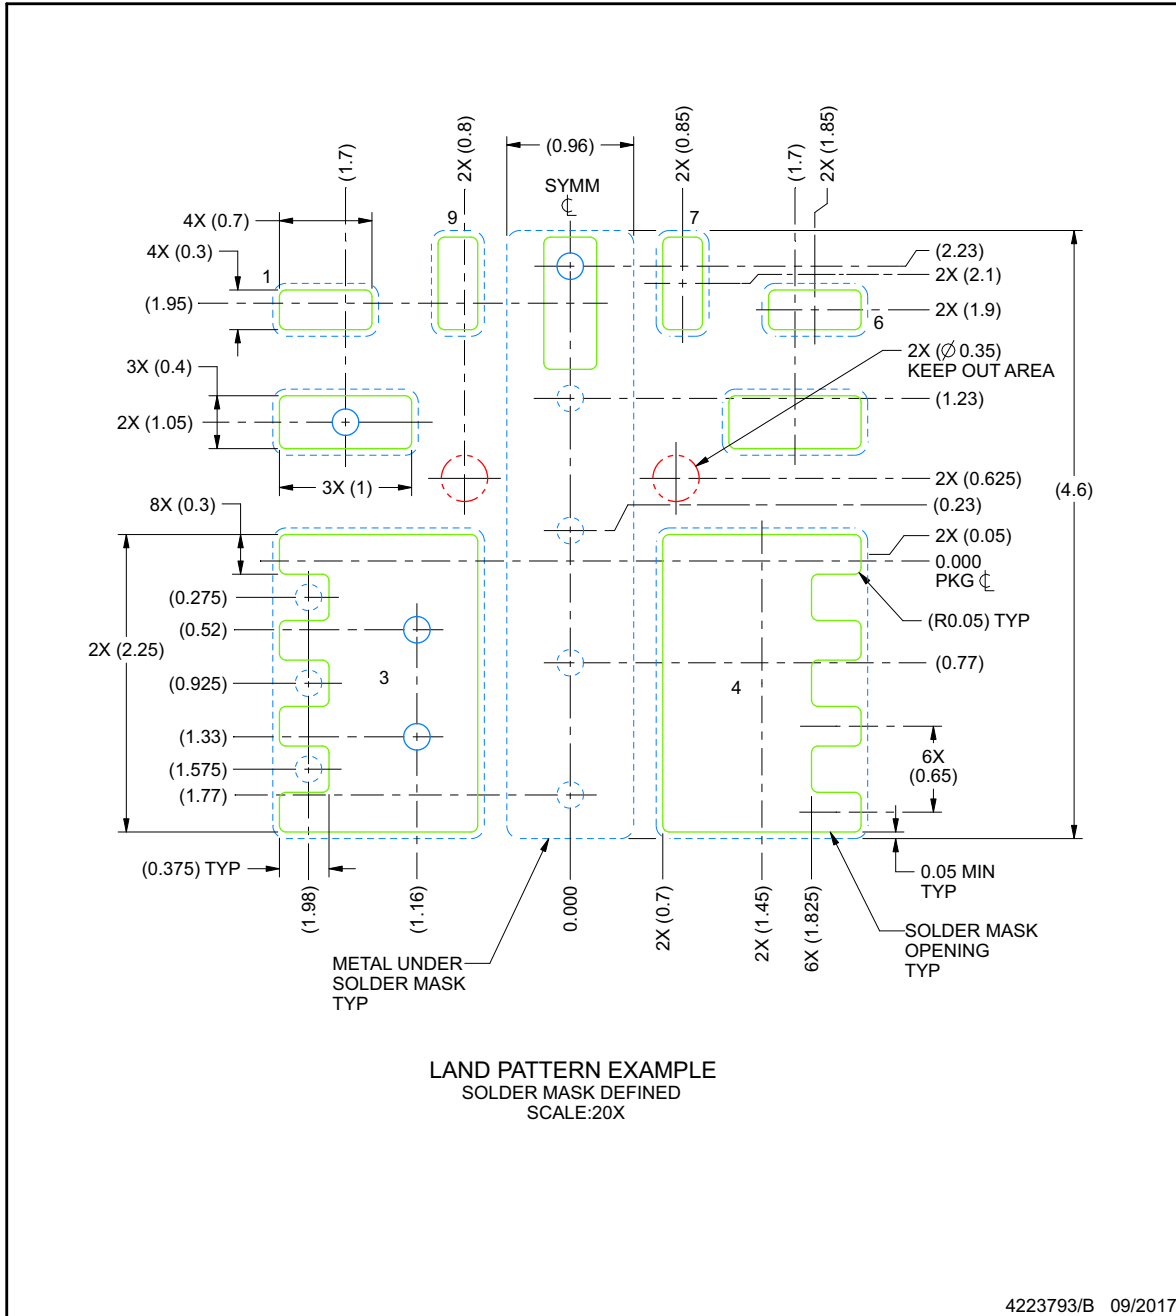 (1.7)
2X (0.8)
(0.96)
2X (0.85)
(1.7)
2X (1.85)
SYMM
4X (0.7)
9
7
4X (0.3)
(2.23)
1
2X (2.1)
(1.95)
2X (1.9)
6
2X (Ø 0.35)
KEEP OUT AREA
3X (0.4)
(1.23)
2X (1.05)
3X (1)
2X (0.625)
(4.6)
8X (0.3)
(0.23)
2X (0.05)
0.000
PKG
(0.275)
(R0.05) TYP
(0.52)
2X (2.25)
(0.77)
3
4
(0.925)
(1.33)
6X
(0.65)
(1.575)
(1.77)
(0.375) TYP
0.05 MIN
TYP
(1.98)
(1.16)
0.000
2X (0.7)
2X (1.45)
6X (1.825)
SOLDER MASK
OPENING
TYP
METAL UNDER
SOLDER MASK
TYP
LAND PATTERN EXAMPLE
SOLDER MASK DEFINED
SCALE:20X
4223793/B 09/2017